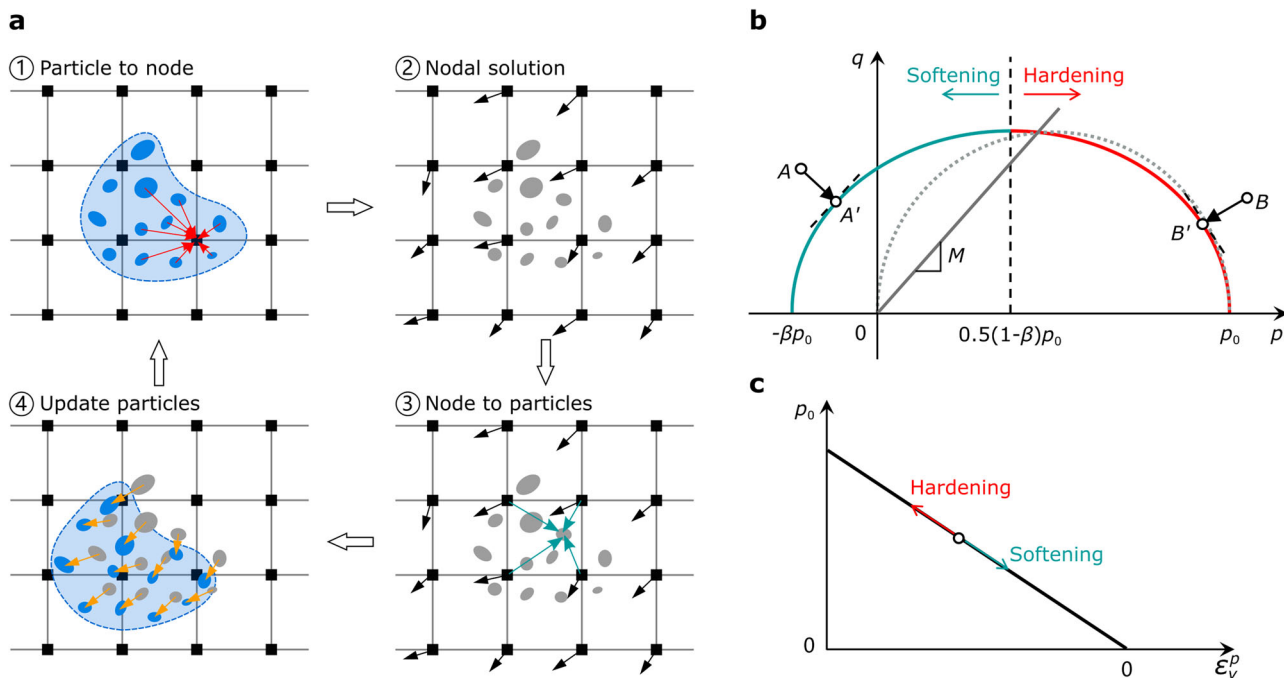 a
① Particle to node
② Nodal solution
④ Update particles
③ Node to particles
b
q
Softening
Hardening
A
A'
B
B'
M
-βp₀
0
0.5(1-β)p₀
p₀
p
c
p₀
Hardening
Softening
0
0
εᵥᵖ